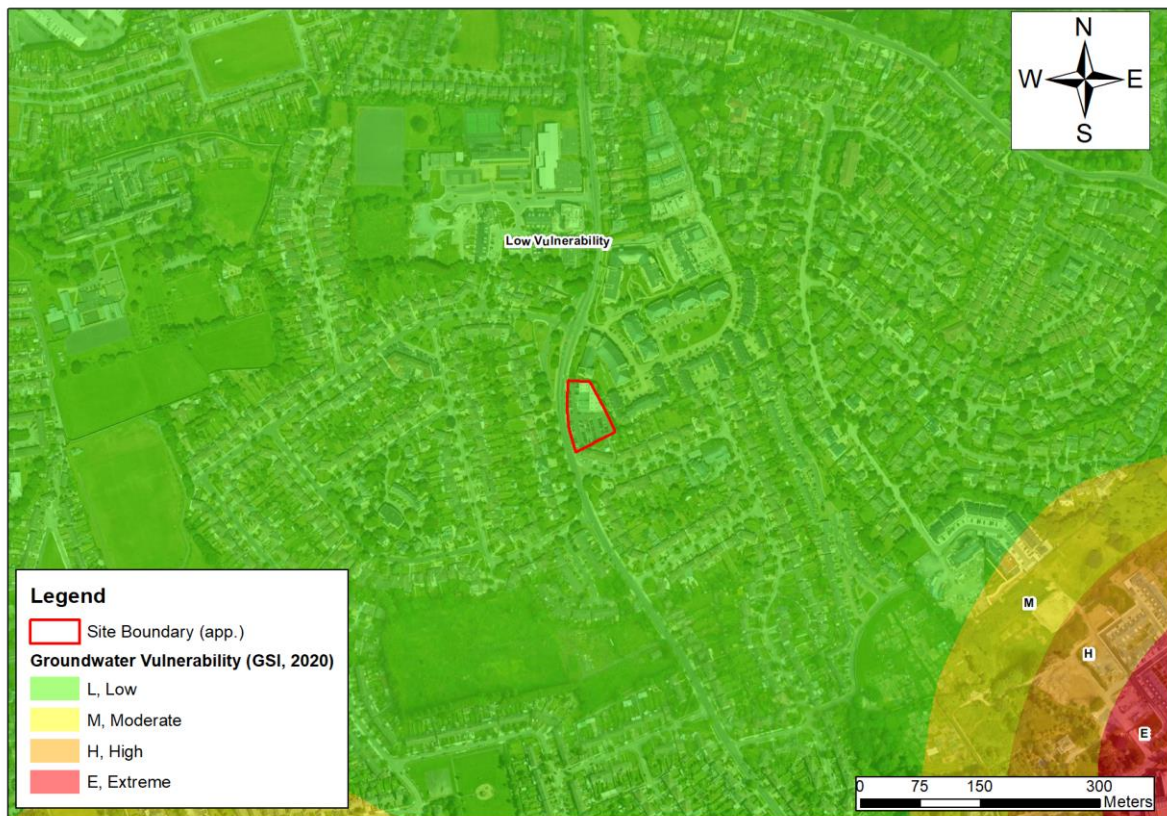 N
W E
S
Low Vulnerability
M
H
E
Legend
Site Boundary (app.)
Groundwater Vulnerability (GSI, 2020)
L, Low
M, Moderate
H, High
E, Extreme
0 75 150 300
Meters